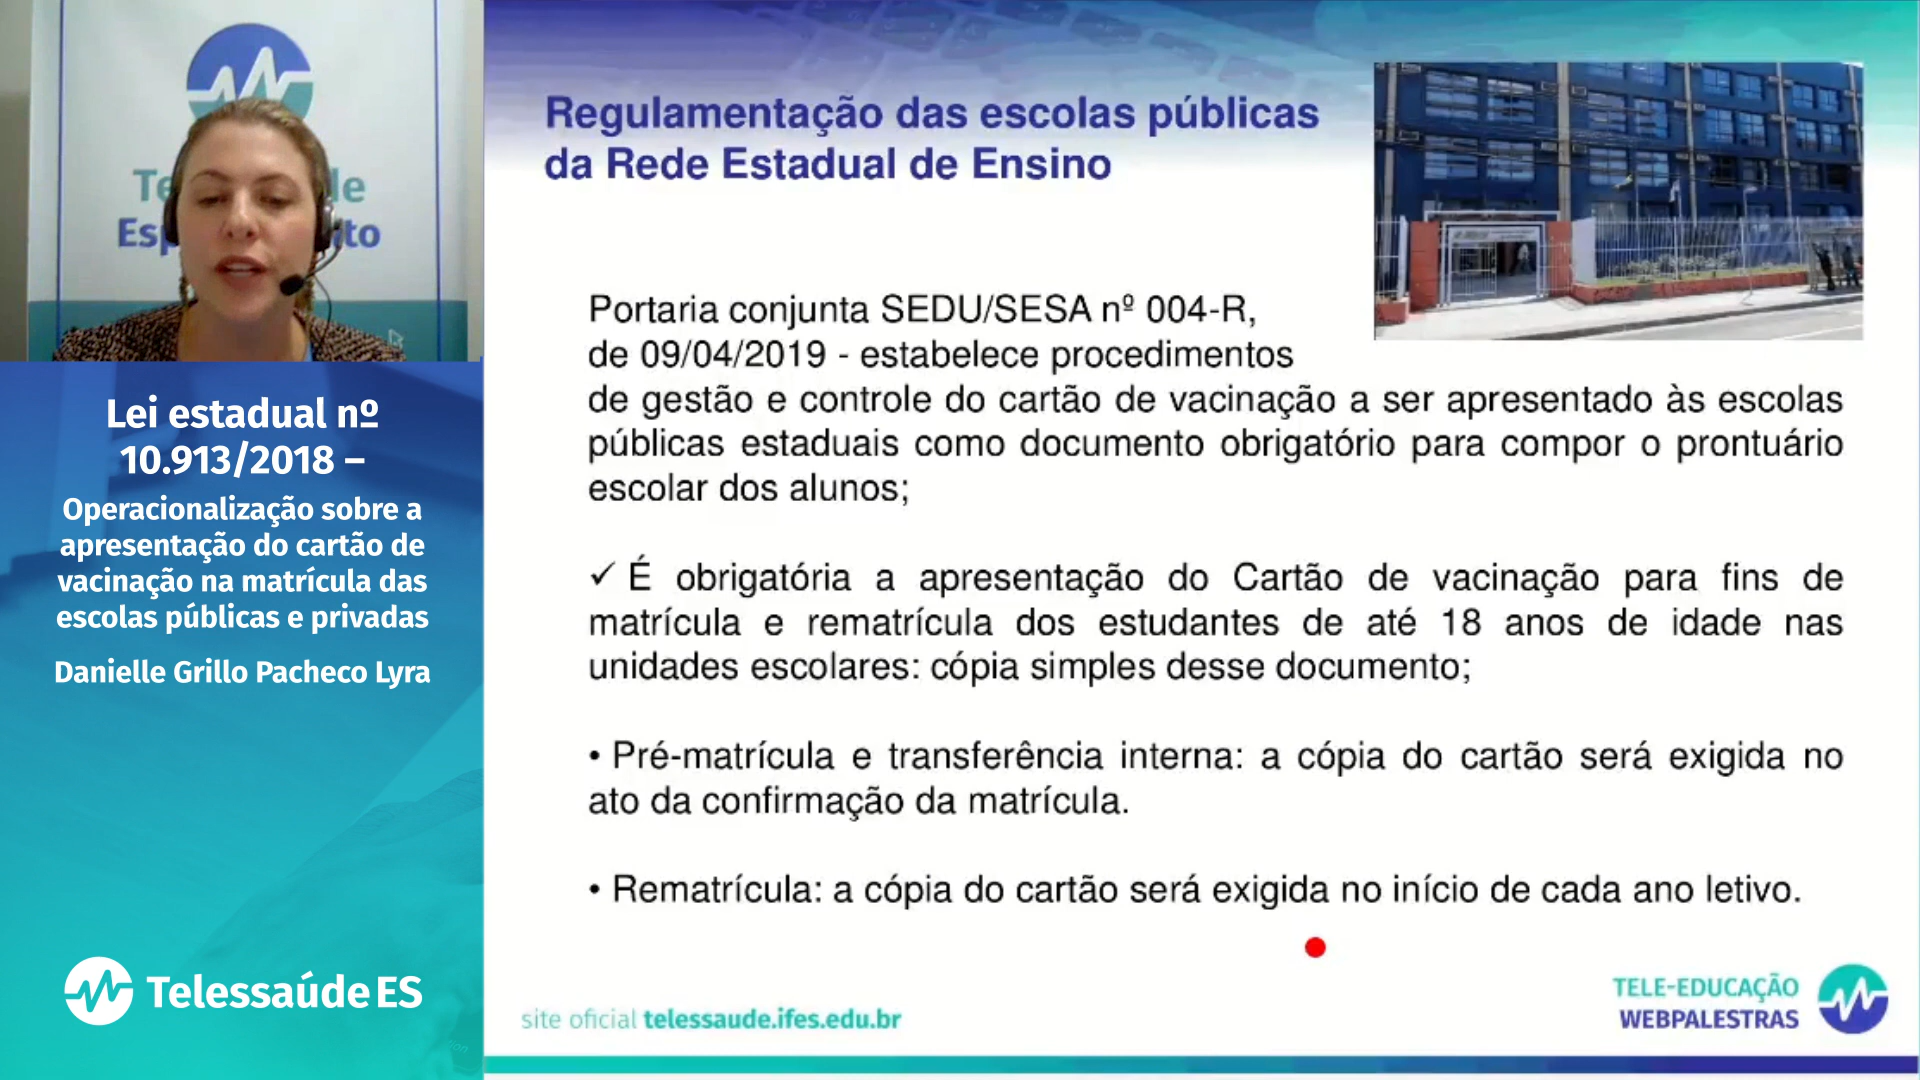 Regulamentação das escolas públicas
da Rede Estadual de Ensino
Portaria conjunta SEDU/SESA nº 004-R,
de 09/04/2019 - estabelece procedimentos
de gestão e controle do cartão de vacinação a ser apresentado às escolas
públicas estaduais como documento obrigatório para compor o prontuário
escolar dos alunos;
✓ É obrigatória a apresentação do Cartão de vacinação para fins de
matrícula e rematrícula dos estudantes de até 18 anos de idade nas
unidades escolares: cópia simples desse documento;
• Pré-matrícula e transferência interna: a cópia do cartão será exigida no
ato da confirmação da matrícula.
• Rematrícula: a cópia do cartão será exigida no início de cada ano letivo.
Lei estadual nº
10.913/2018 –
Operacionalização sobre a
apresentação do cartão de
vacinação na matrícula das
escolas públicas e privadas
Danielle Grillo Pacheco Lyra
TelessaúdeES
site oficial telessaude.ifes.edu.br
TELE-EDUCAÇÃO
WEBPALESTRAS